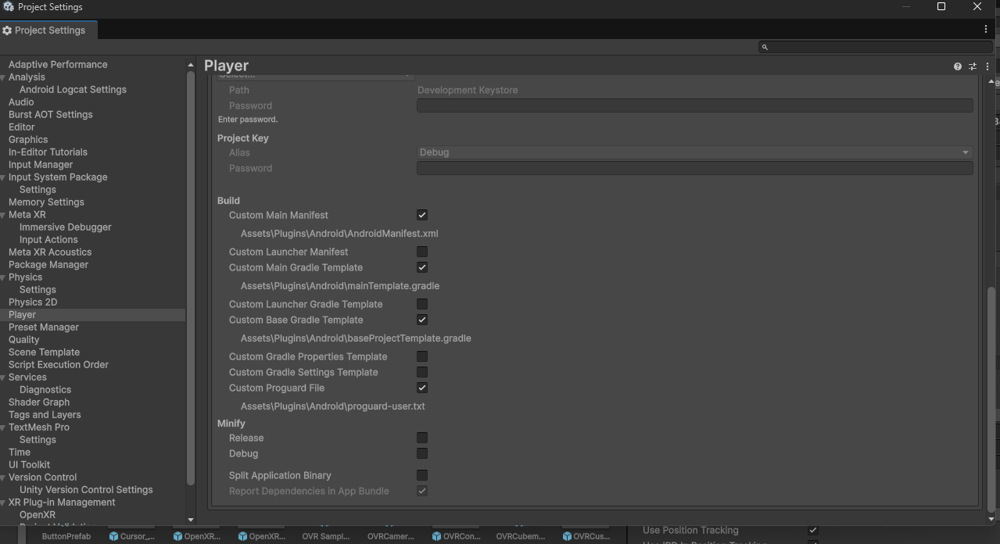 Project Settings
Project Settings
Adaptive Performance
Analysis
Android Logcat Settings
Audio
Burst AOT Settings
Editor
Graphics
In-Editor Tutorials
Input Manager
Input System Package
Settings
Memory Settings
Meta XR
Immersive Debugger
Input Actions
Meta XR Acoustics
Package Manager
Physics
Settings
Physics 2D
Player
Preset Manager
Quality
Scene Template
Script Execution Order
Services
Diagnostics
Shader Graph
Tags and Layers
TextMesh Pro
Settings
Time
UI Toolkit
Version Control
Unity Version Control Settings
XR Plug-in Management
OpenXR
Player
Path Development Keystore
Password
Enter password.
Project Key
Alias Debug
Password
Build
Custom Main Manifest
Assets\Plugins\Android\AndroidManifest.xml
Custom Launcher Manifest
Custom Main Gradle Template
Assets\Plugins\Android\mainTemplate.gradle
Custom Launcher Gradle Template
Custom Base Gradle Template
Assets\Plugins\Android\baseProjectTemplate.gradle
Custom Gradle Properties Template
Custom Gradle Settings Template
Custom Proguard File
Assets\Plugins\Android\proguard-user.txt
Minify
Release
Debug
Split Application Binary
Report Dependencies in App Bundle
ButtonPrefab Cursor_... OpenXR... OpenXR... OVR Sampl... OVRCamer... OVRCon... OVRCubem... OVRCus...
Use Position Tracking